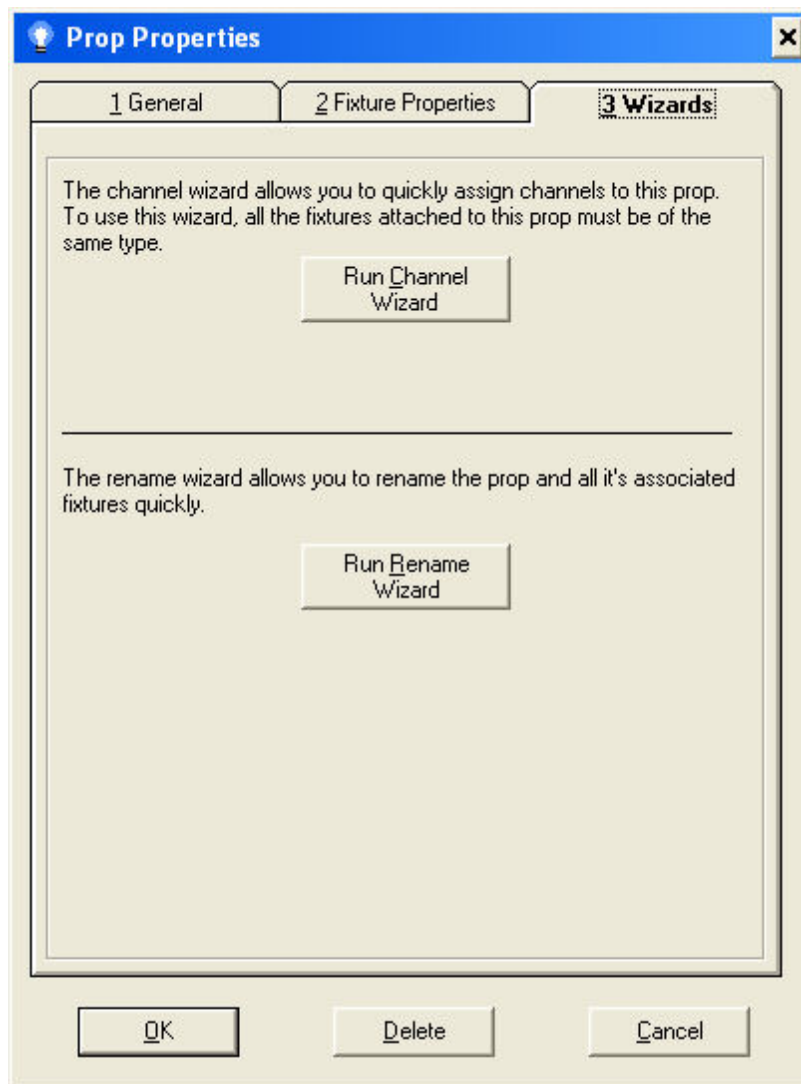 Prop Properties
1 General
2 Fixture Properties
3 Wizards
The channel wizard allows you to quickly assign channels to this prop.
To use this wizard, all the fixtures attached to this prop must be of the
same type.
Run Channel
Wizard
The rename wizard allows you to rename the prop and all it's associated
fixtures quickly.
Run Rename
Wizard
OK
Delete
Cancel